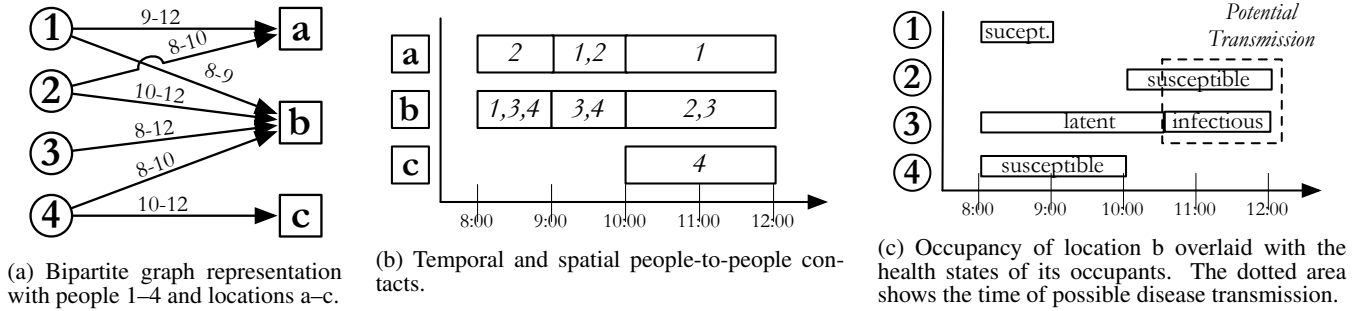 1
2
3
4
9-12
8-10
8-9
10-12
8-12
8-10
10-12
a
b
c
(a) Bipartite graph representation
with people 1–4 and locations a–c.
a
2
1,2
1
b
1,3,4
3,4
2,3
c
4
8:00
9:00
10:00
11:00
12:00
(b) Temporal and spatial people-to-people con-
tacts.
Potential
Transmission
1
sucept.
2
susceptible
3
latent
infectious
4
susceptible
8:00
9:00
10:00
11:00
12:00
(c) Occupancy of location b overlaid with the
health states of its occupants. The dotted area
shows the time of possible disease transmission.